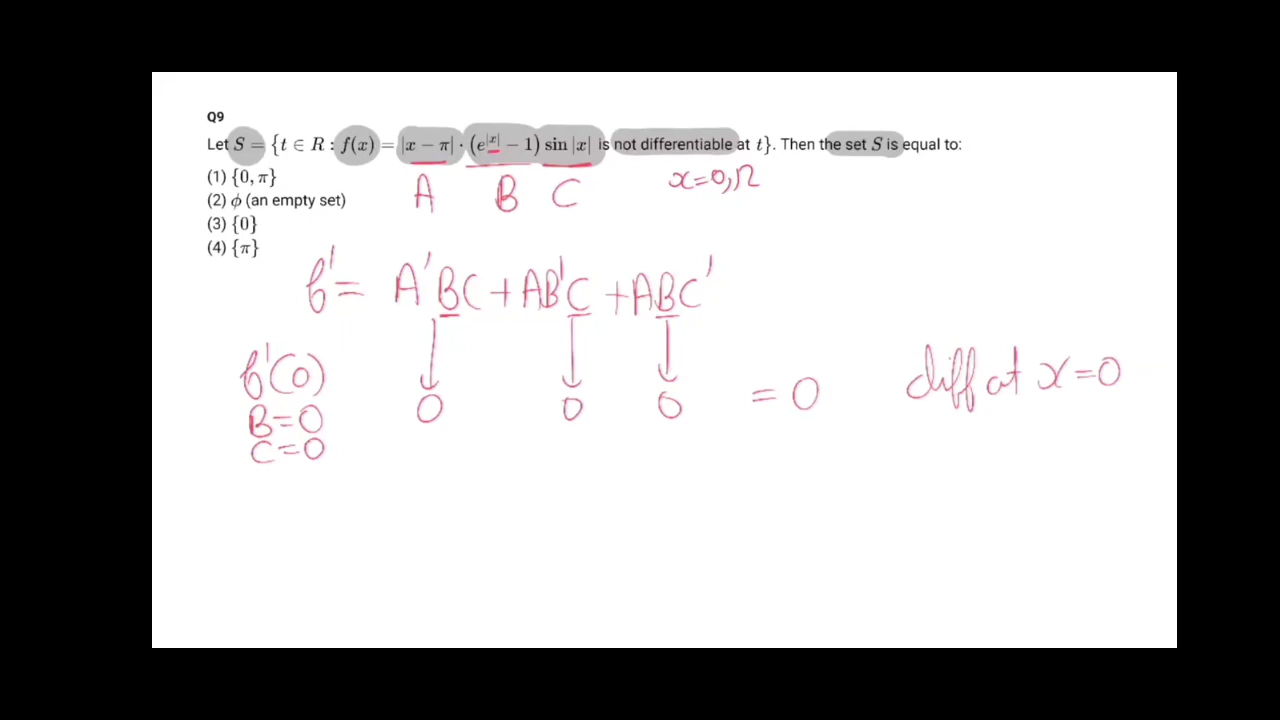 Q9
Let S = {t ∈ R : f(x) = |x − π| · (e^{|x|} − 1) sin |x| is not differentiable at t}. Then the set S is equal to:
(1) {0, π}
x=0,π
(2) ϕ (an empty set)
A B C
(3) {0}
(4) {π}
f' = A'BC + AB'C + ABC'
f'(0)
0 0 0 = 0 diff at x=0
B=0
C=0